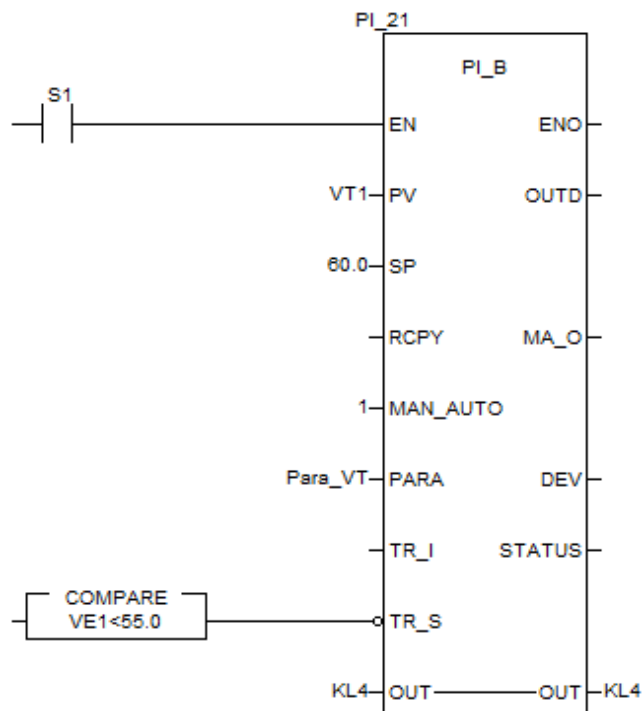 PI_21
PI_B
S1
EN ENO
VT1 PV OUTD
60.0 SP
RCPY MA_O
1 MAN_AUTO
Para_VT PARA DEV
TR_I STATUS
COMPARE
VE1<55.0 TR_S
KL4 OUT OUT KL4